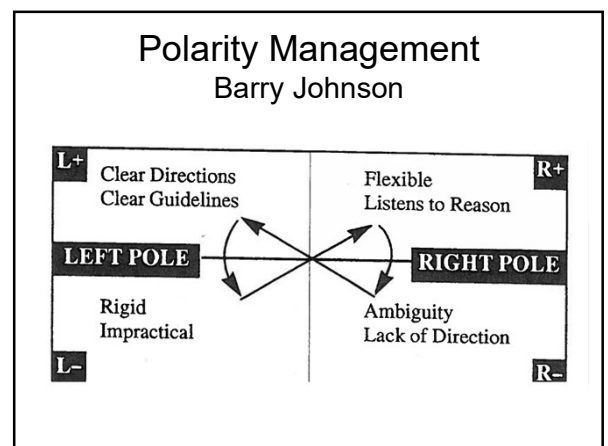 Polarity Management
Barry Johnson
L+
Clear Directions
Clear Guidelines
Flexible
Listens to Reason
R+
LEFT POLE
RIGHT POLE
Rigid
Impractical
Ambiguity
Lack of Direction
L–
R–